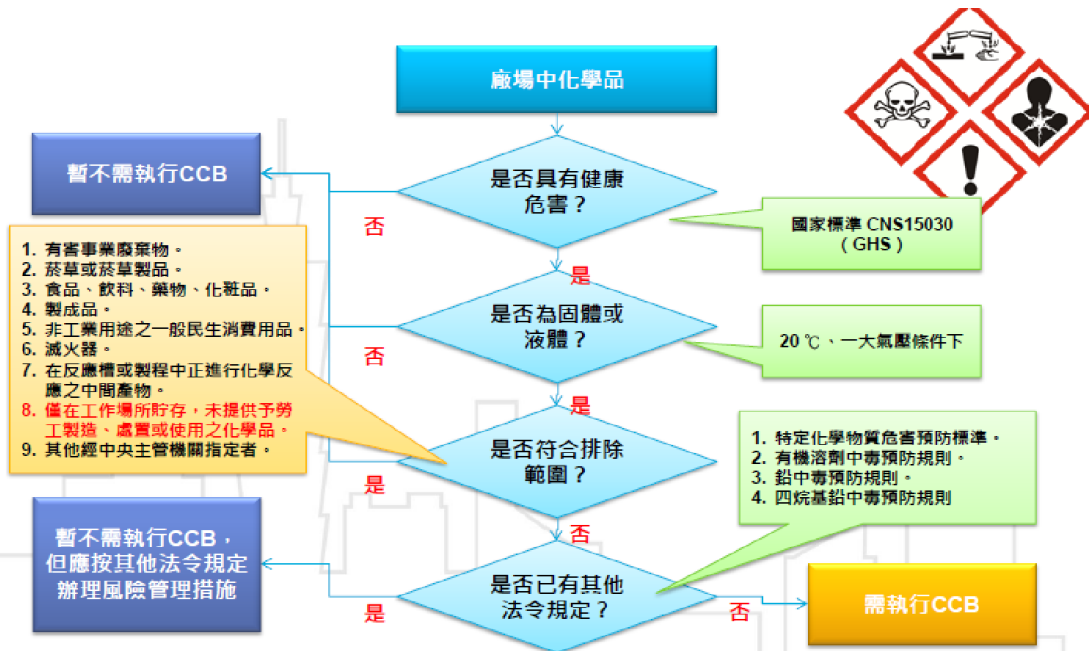 廠場中化學品
暫不需執行CCB
是否具有健康
危害？
否
國家標準 CNS15030
（GHS）
是
1. 有害事業廢棄物。
2. 菸草或菸草製品。
3. 食品、飲料、藥物、化粧品。
4. 製成品。
5. 非工業用途之一般民生消費用品。
6. 滅火器。
7. 在反應槽或製程中正進行化學反
應之中間產物。
8. 僅在工作場所貯存，未提供予勞
工製造、處置或使用之化學品。
9. 其他經中央主管機關指定者。
是否為固體或
液體？
否
20 ℃、一大氣壓條件下
是
是否符合排除
範圍？
是
1. 特定化學物質危害預防標準。
2. 有機溶劑中毒預防規則。
3. 鉛中毒預防規則。
4. 四烷基鉛中毒預防規則
否
暫不需執行CCB，
但應按其他法令規定
辦理風險管理措施
是否已有其他
法令規定？
是
否
需執行CCB